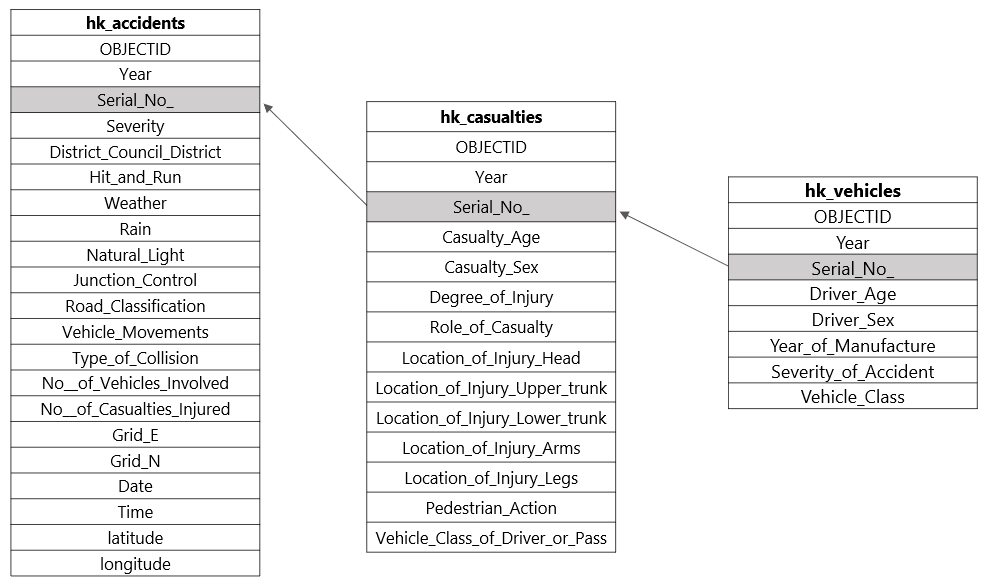 hk_accidents
OBJECTID
Year
Serial_No_
Severity
District_Council_District
Hit_and_Run
Weather
Rain
Natural_Light
Junction_Control
Road_Classification
Vehicle_Movements
Type_of_Collision
No__of_Vehicles_Involved
No__of_Casualties_Injured
Grid_E
Grid_N
Date
Time
latitude
longitude
hk_casualties
OBJECTID
Year
Serial_No_
Casualty_Age
Casualty_Sex
Degree_of_Injury
Role_of_Casualty
Location_of_Injury_Head
Location_of_Injury_Upper_trunk
Location_of_Injury_Lower_trunk
Location_of_Injury_Arms
Location_of_Injury_Legs
Pedestrian_Action
Vehicle_Class_of_Driver_or_Pass
hk_vehicles
OBJECTID
Year
Serial_No_
Driver_Age
Driver_Sex
Year_of_Manufacture
Severity_of_Accident
Vehicle_Class